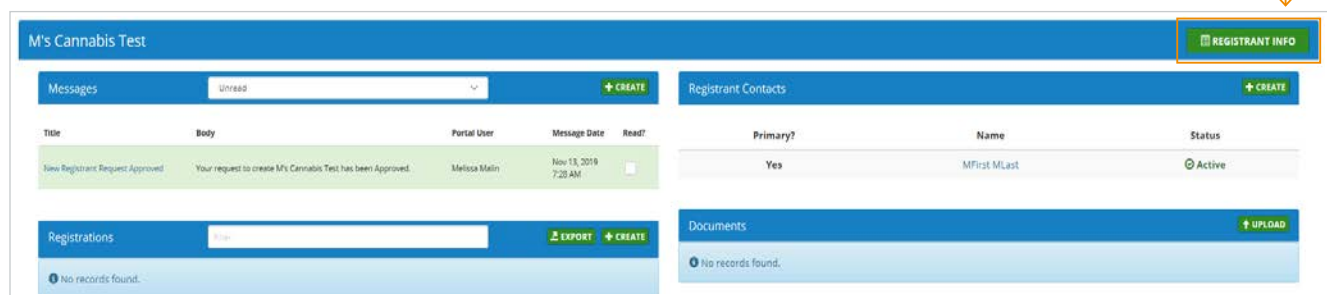 M's Cannabis Test
REGISTRANT INFO
Messages
Unread
CREATE
Title Body Portal User Message Date Read?
New Registrant Request Approved Your request to create M's Cannabis Test has been Approved. Melissa Malin Nov 13, 2019
7:28 AM
Registrations
Filter
EXPORT CREATE
No records found.
Registrant Contacts
CREATE
Primary? Name Status
Yes MFirst MLast Active
Documents
UPLOAD
No records found.